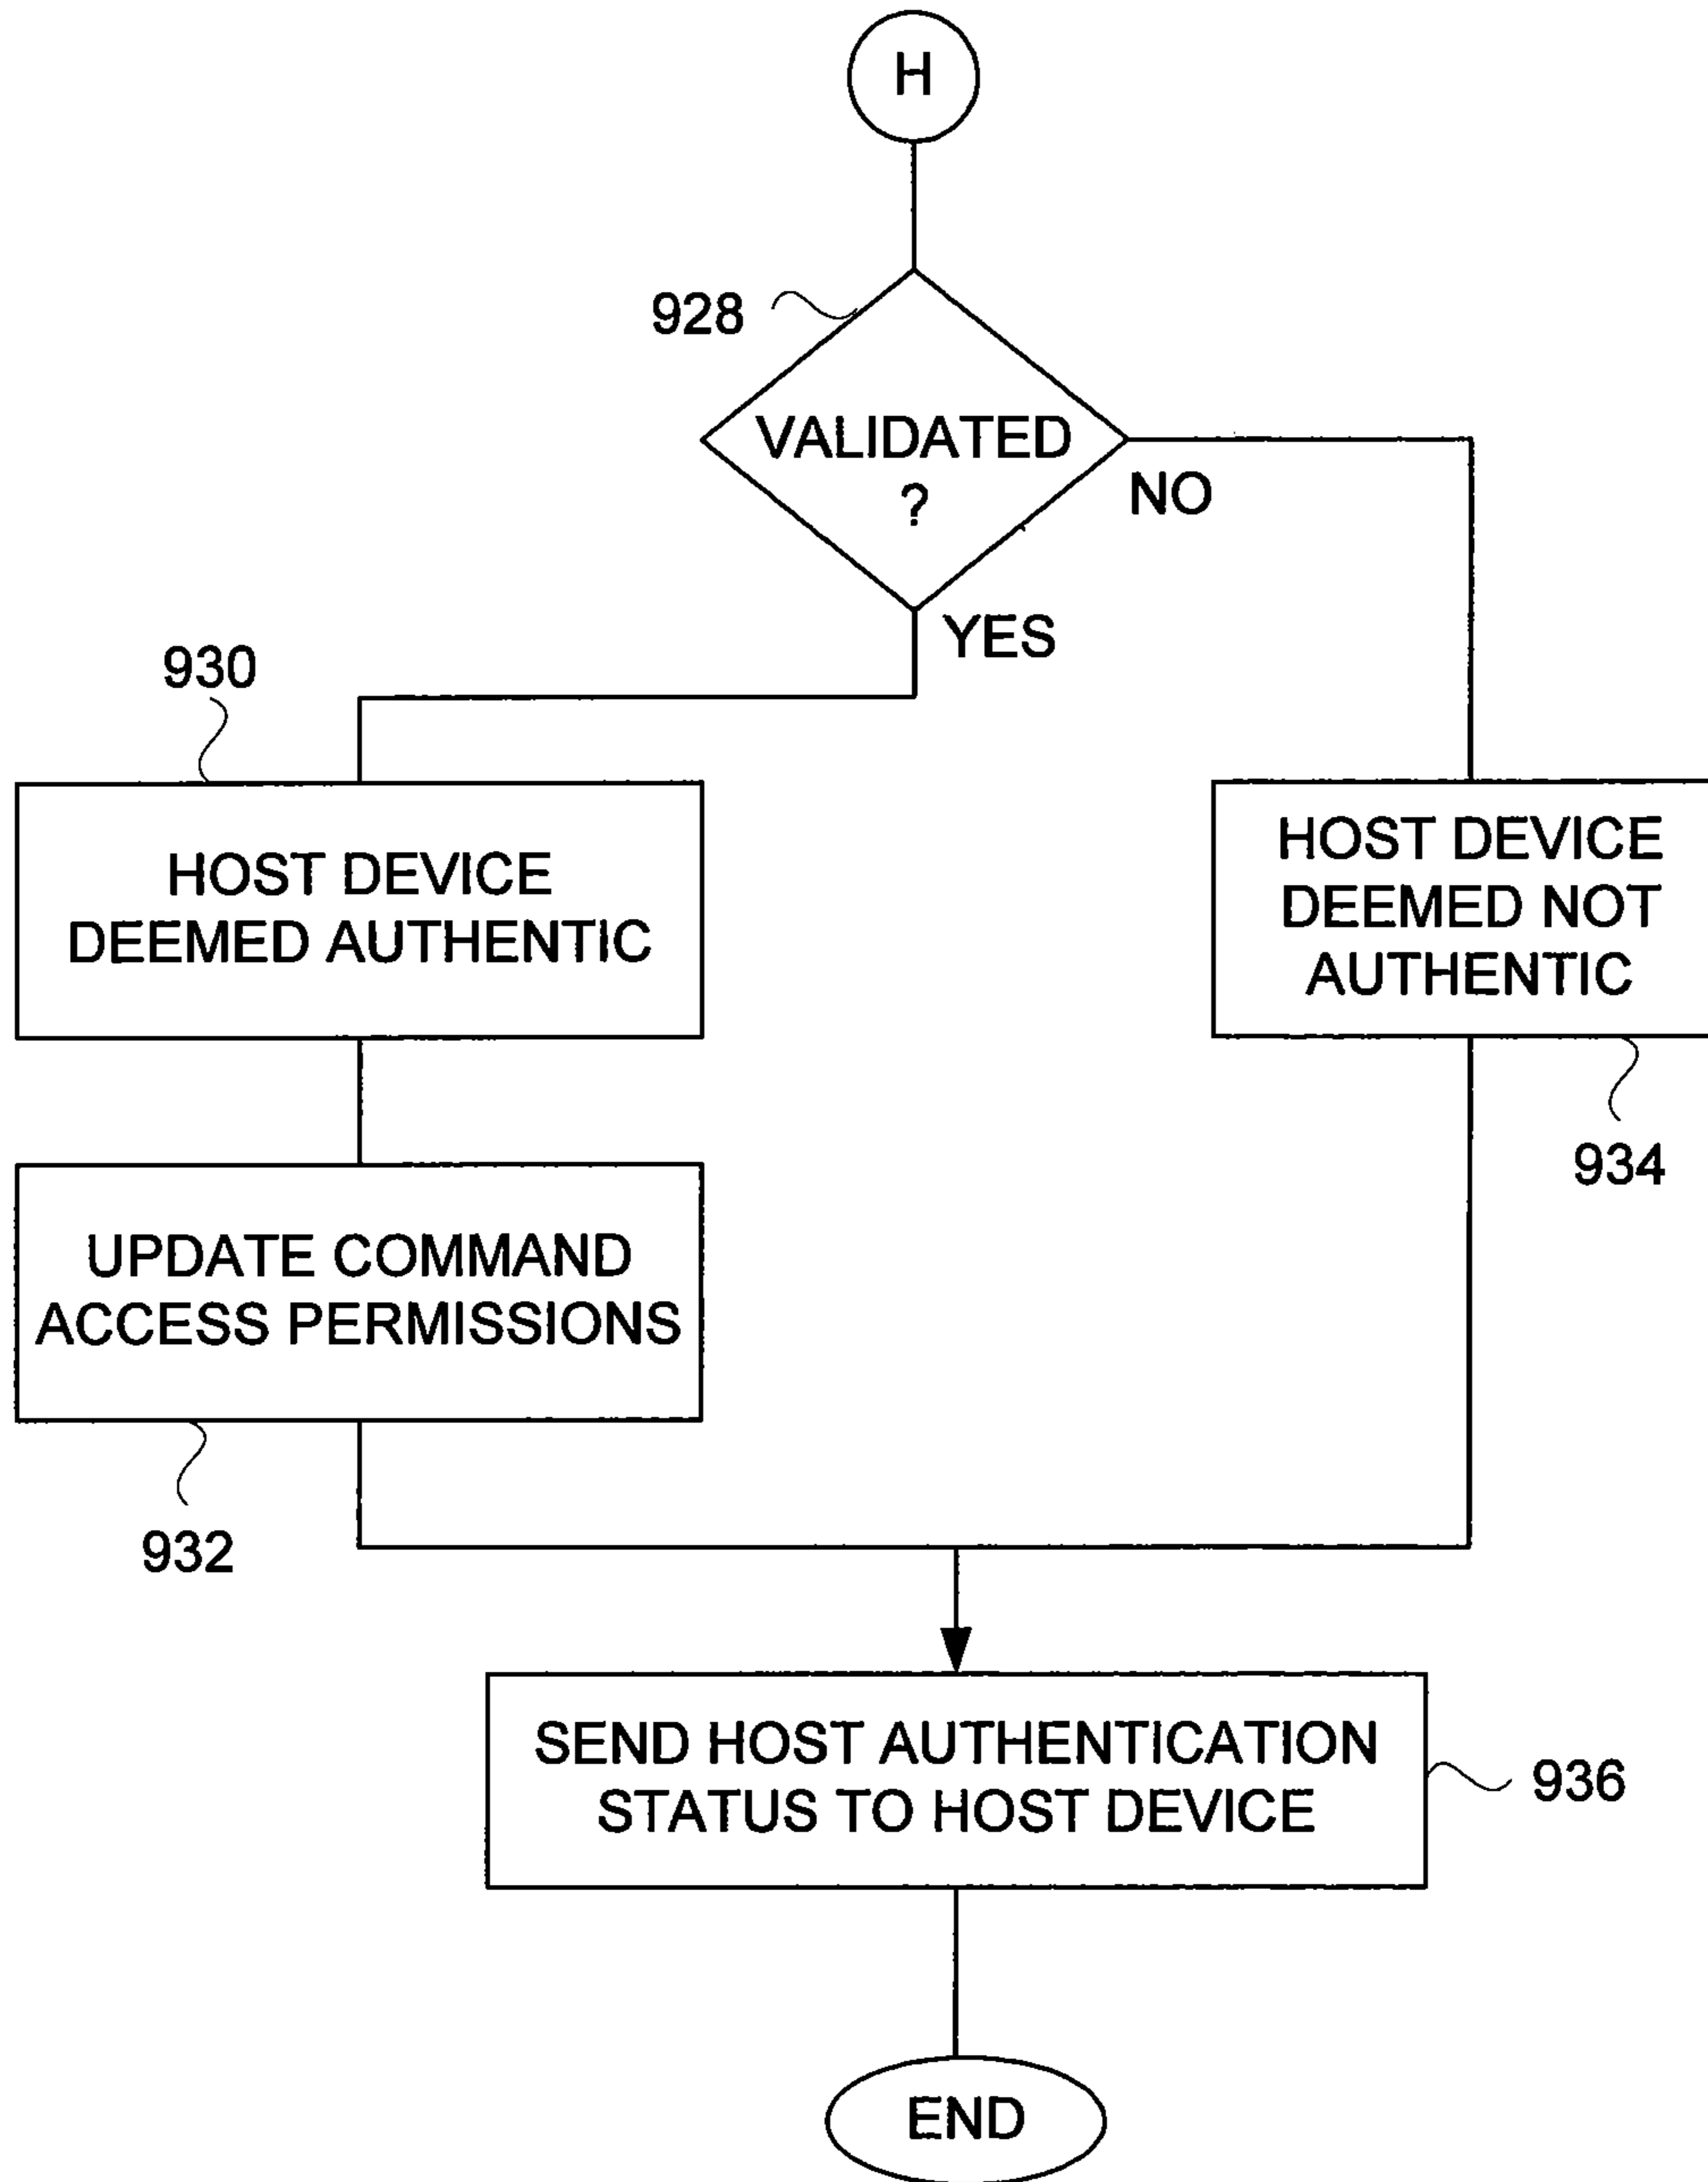 H
928
VALIDATED
?
NO
YES
930
HOST DEVICE
DEEMED AUTHENTIC
HOST DEVICE
DEEMED NOT
AUTHENTIC
934
UPDATE COMMAND
ACCESS PERMISSIONS
932
SEND HOST AUTHENTICATION
STATUS TO HOST DEVICE
936
END